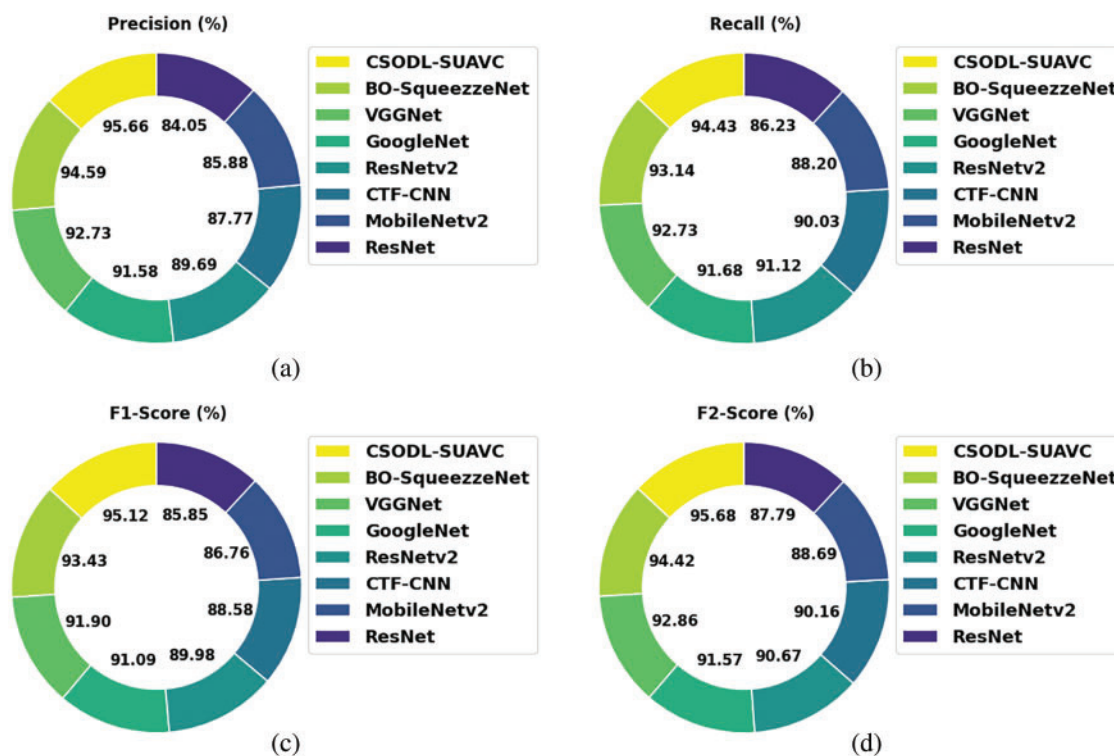 Precision (%)
95.66 84.05
94.59 85.88
92.73 87.77
91.58 89.69
CSODL-SUAVC
BO-SqueezzeNet
VGGNet
GoogleNet
ResNetv2
CTF-CNN
MobileNetv2
ResNet
(a)
Recall (%)
94.43 86.23
93.14 88.20
92.73 90.03
91.68 91.12
CSODL-SUAVC
BO-SqueezzeNet
VGGNet
GoogleNet
ResNetv2
CTF-CNN
MobileNetv2
ResNet
(b)
F1-Score (%)
95.12 85.85
93.43 86.76
91.90 88.58
91.09 89.98
CSODL-SUAVC
BO-SqueezzeNet
VGGNet
GoogleNet
ResNetv2
CTF-CNN
MobileNetv2
ResNet
(c)
F2-Score (%)
95.68 87.79
94.42 88.69
92.86 90.16
91.57 90.67
CSODL-SUAVC
BO-SqueezzeNet
VGGNet
GoogleNet
ResNetv2
CTF-CNN
MobileNetv2
ResNet
(d)